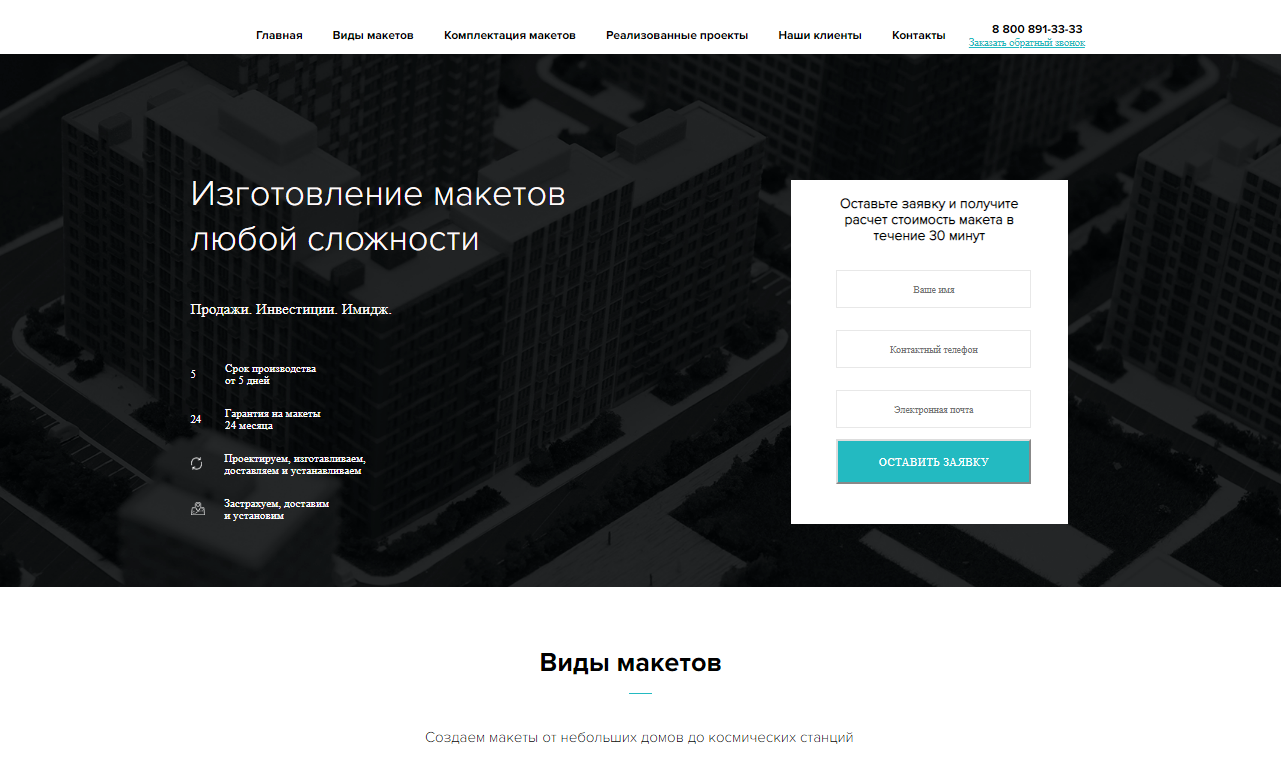 Главная Виды макетов Комплектация макетов Реализованные проекты Наши клиенты Контакты 8 800 891-33-33
Заказать обратный звонок
Изготовление макетов
любой сложности
Продажи. Инвестиции. Имидж.
5 Срок производства
от 5 дней
24 Гарантия на макеты
24 месяца
Проектируем, изготавливаем,
доставляем и устанавливаем
Застрахуем, доставим
и установим
Оставьте заявку и получите
расчет стоимость макета в
течение 30 минут
Ваше имя
Контактный телефон
Электронная почта
ОСТАВИТЬ ЗАЯВКУ
Виды макетов
Создаем макеты от небольших домов до космических станций